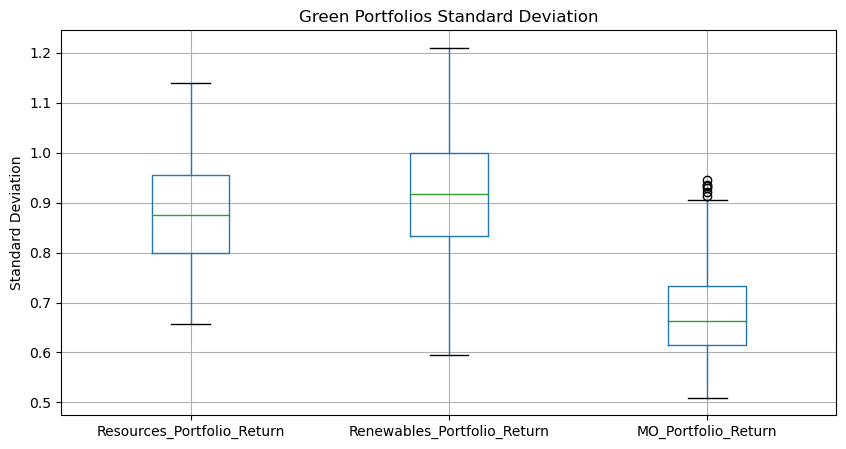 Green Portfolios Standard Deviation
Standard Deviation
1.2
1.1
1.0
0.9
0.8
0.7
0.6
0.5
Resources_Portfolio_Return
Renewables_Portfolio_Return
MO_Portfolio_Return